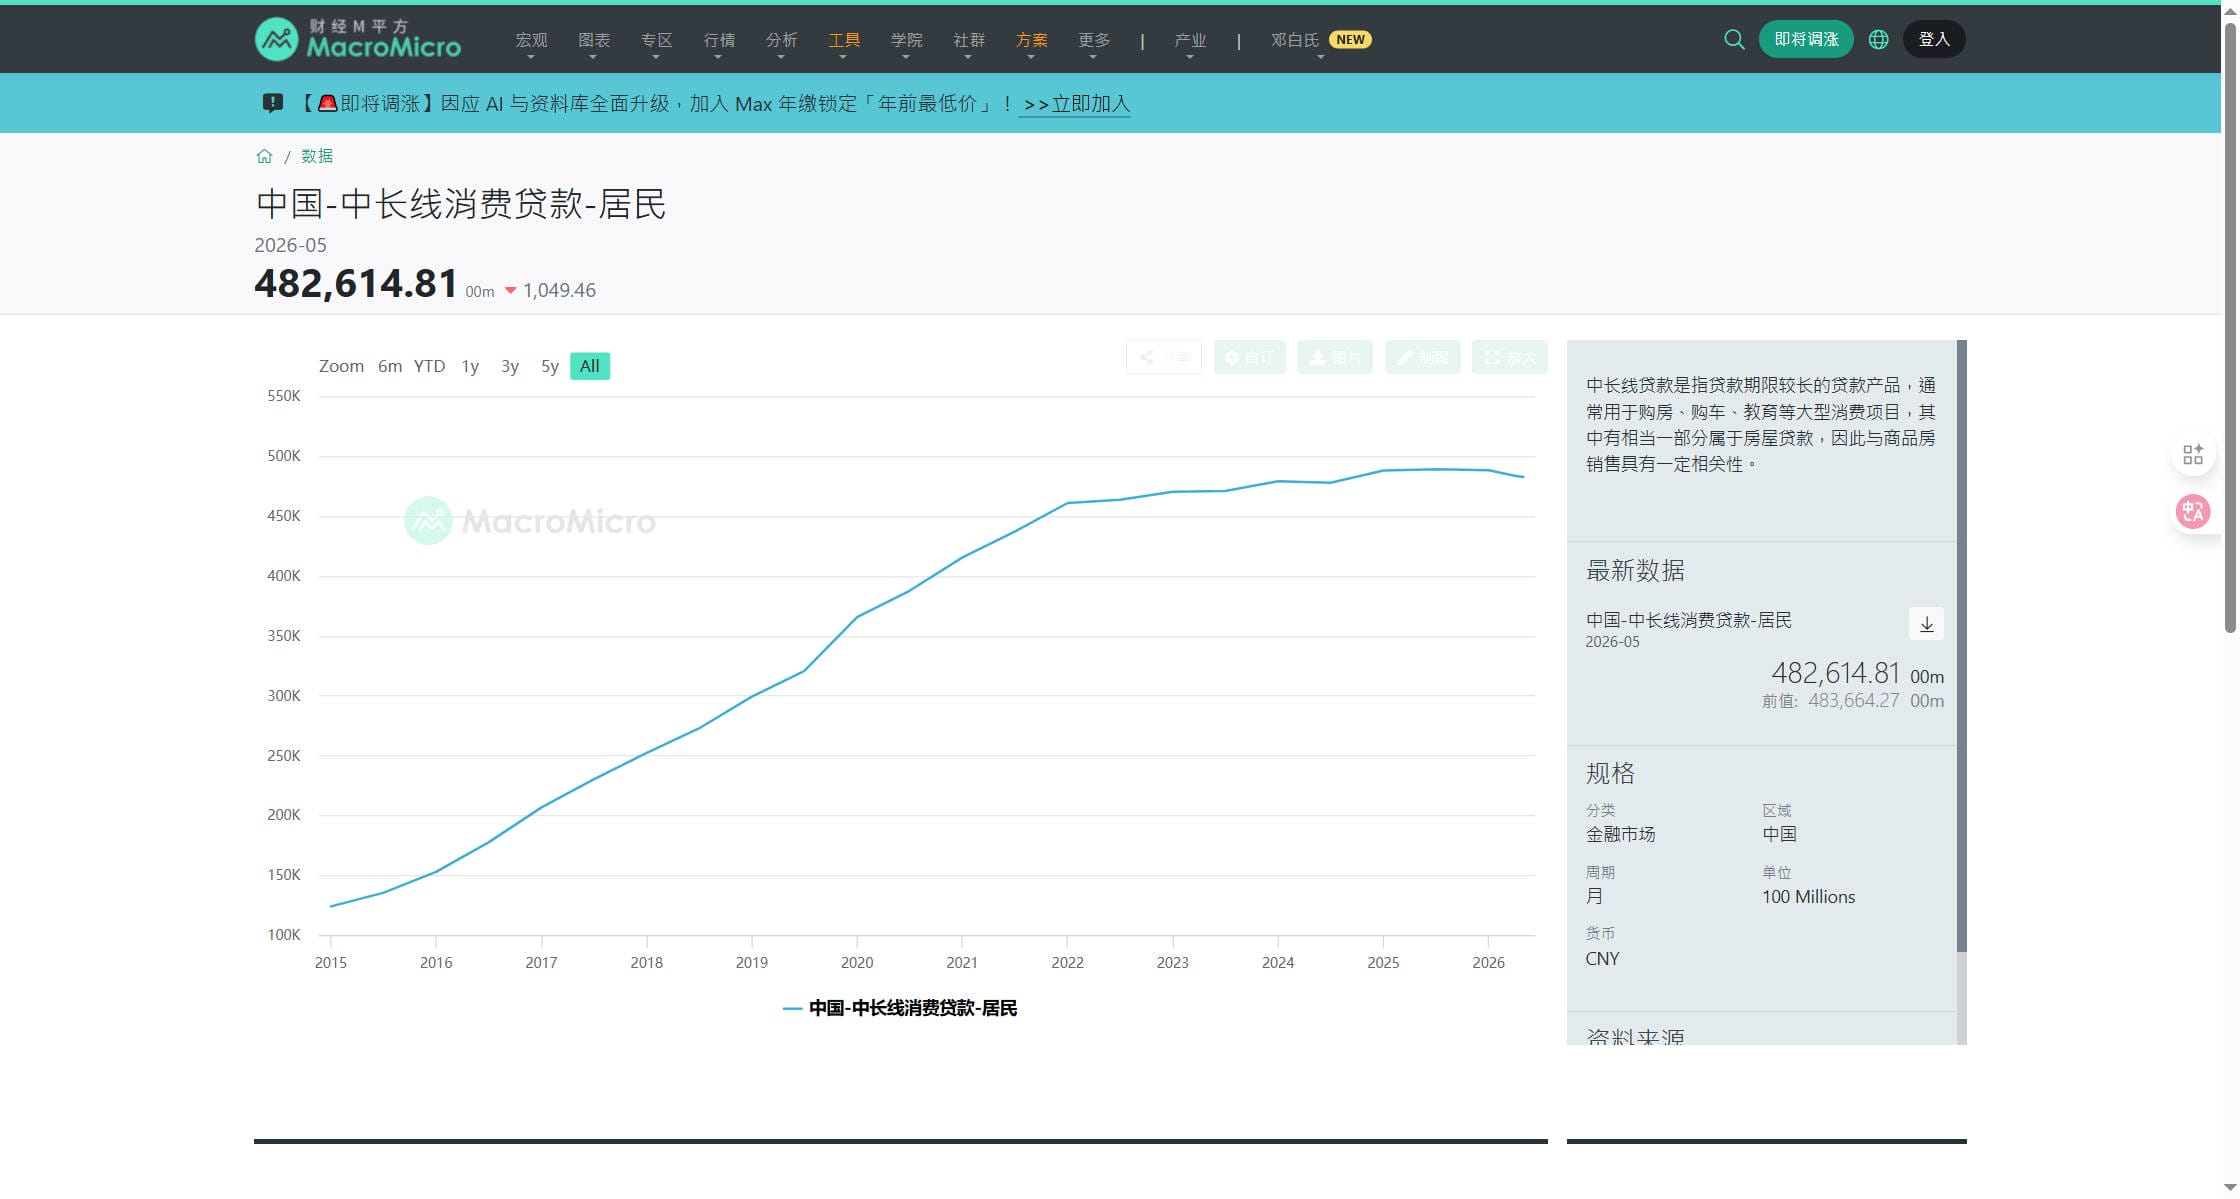 财经M平方
MacroMicro
宏观 图表 专区 行情 分析 工具 学院 社群 方案 更多 | 产业 | 邓白氏 NEW
即将调涨 登入
【🚨即将调涨】因应 AI 与资料库全面升级，加入 Max 年缴锁定「年前最低价」！ >>立即加入
/ 数据
中国-中长线消费贷款-居民
2026-05
482,614.81 00m 1,049.46
Zoom 6m YTD 1y 3y 5y All
分享 自订 图片 制图 放大
550K
500K
450K
400K
350K
300K
250K
200K
150K
100K
MacroMicro
2015 2016 2017 2018 2019 2020 2021 2022 2023 2024 2025 2026
中国-中长线消费贷款-居民
中长线贷款是指贷款期限较长的贷款产品，通
常用于购房、购车、教育等大型消费项目，其
中有相当一部分属于房屋贷款，因此与商品房
销售具有一定相关性。
最新数据
中国-中长线消费贷款-居民
2026-05
482,614.81 00m
前值: 483,664.27 00m
规格
分类 区域
金融市场 中国
周期 单位
月 100 Millions
货币
CNY
资料来源